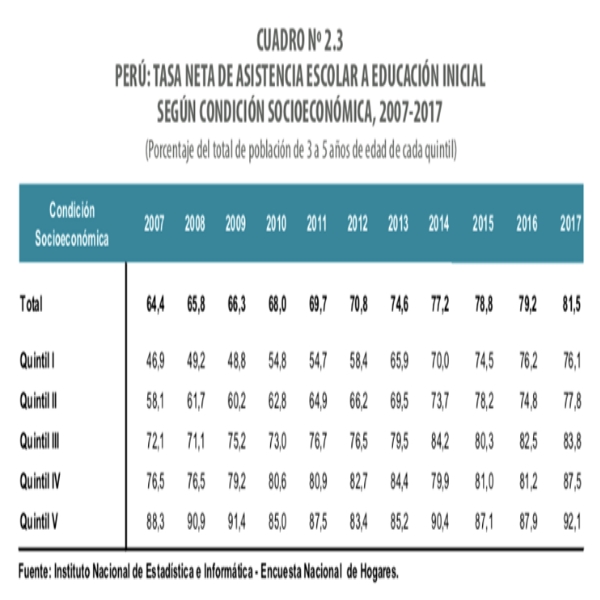 CUADRO Nº 2.3
PERÚ: TASA NETA DE ASISTENCIA ESCOLAR A EDUCACIÓN INICIAL
SEGÚN CONDICIÓN SOCIOECONÓMICA, 2007-2017
(Porcentaje del total de población de 3 a 5 años de edad de cada quintil)
Condición Socioeconómica 2007 2008 2009 2010 2011 2012 2013 2014 2015 2016 2017
Total 64,4 65,8 66,3 68,0 69,7 70,8 74,6 77,2 78,8 79,2 81,5
Quintil I 46,9 49,2 48,8 54,8 54,7 58,4 65,9 70,0 74,5 76,2 76,1
Quintil II 58,1 61,7 60,2 62,8 64,9 66,2 69,5 73,7 78,2 74,8 77,8
Quintil III 72,1 71,1 75,2 73,0 76,7 76,5 79,5 84,2 80,3 82,5 83,8
Quintil IV 76,5 76,5 79,2 80,6 80,9 82,7 84,4 79,9 81,0 81,2 87,5
Quintil V 88,3 90,9 91,4 85,0 87,5 83,4 85,2 90,4 87,1 87,9 92,1
Fuente: Instituto Nacional de Estadística e Informática - Encuesta Nacional de Hogares.